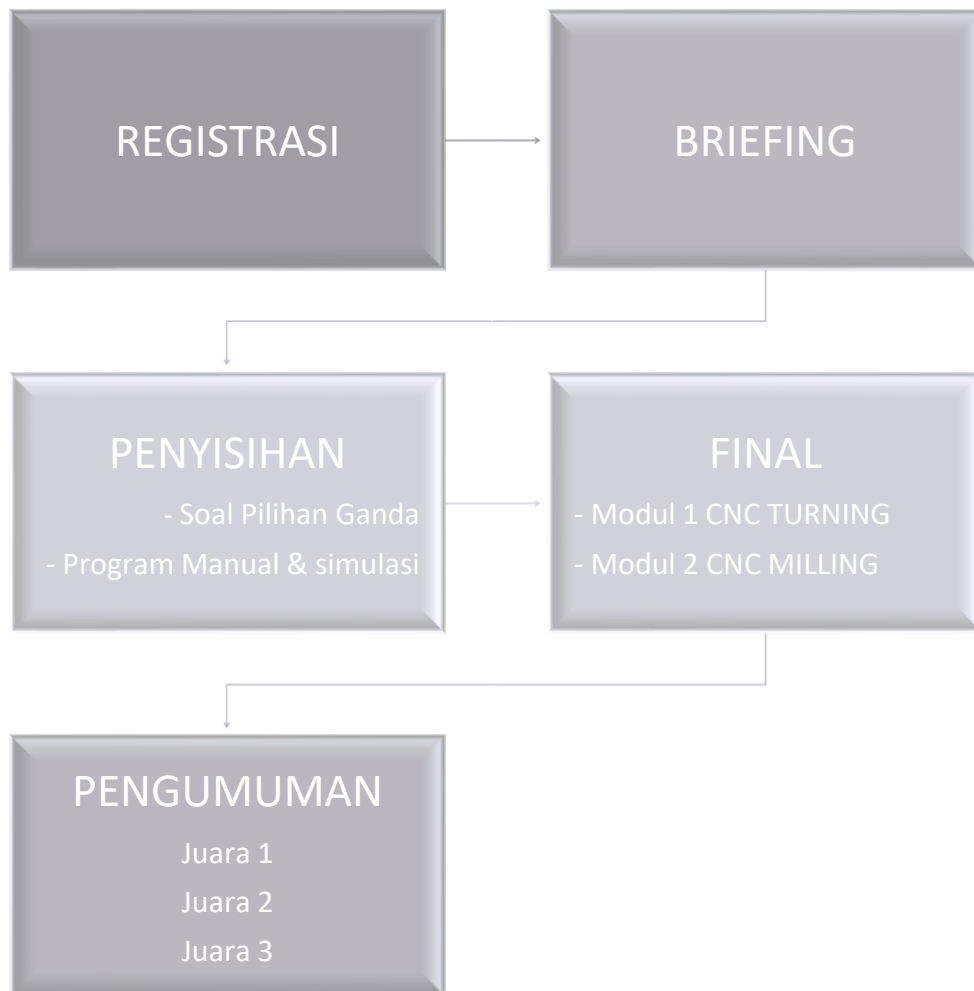 REGISTRASI
BRIEFING
PENYISIHAN
- Soal Pilihan Ganda
- Program Manual & simulasi
FINAL
- Modul 1 CNC TURNING
- Modul 2 CNC MILLING
PENGUMUMAN
Juara 1
Juara 2
Juara 3